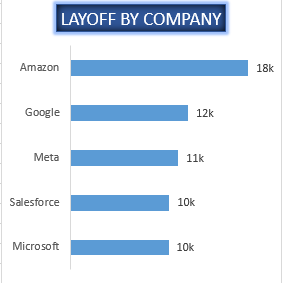 LAYOFF BY COMPANY
Amazon 18k
Google 12k
Meta 11k
Salesforce 10k
Microsoft 10k